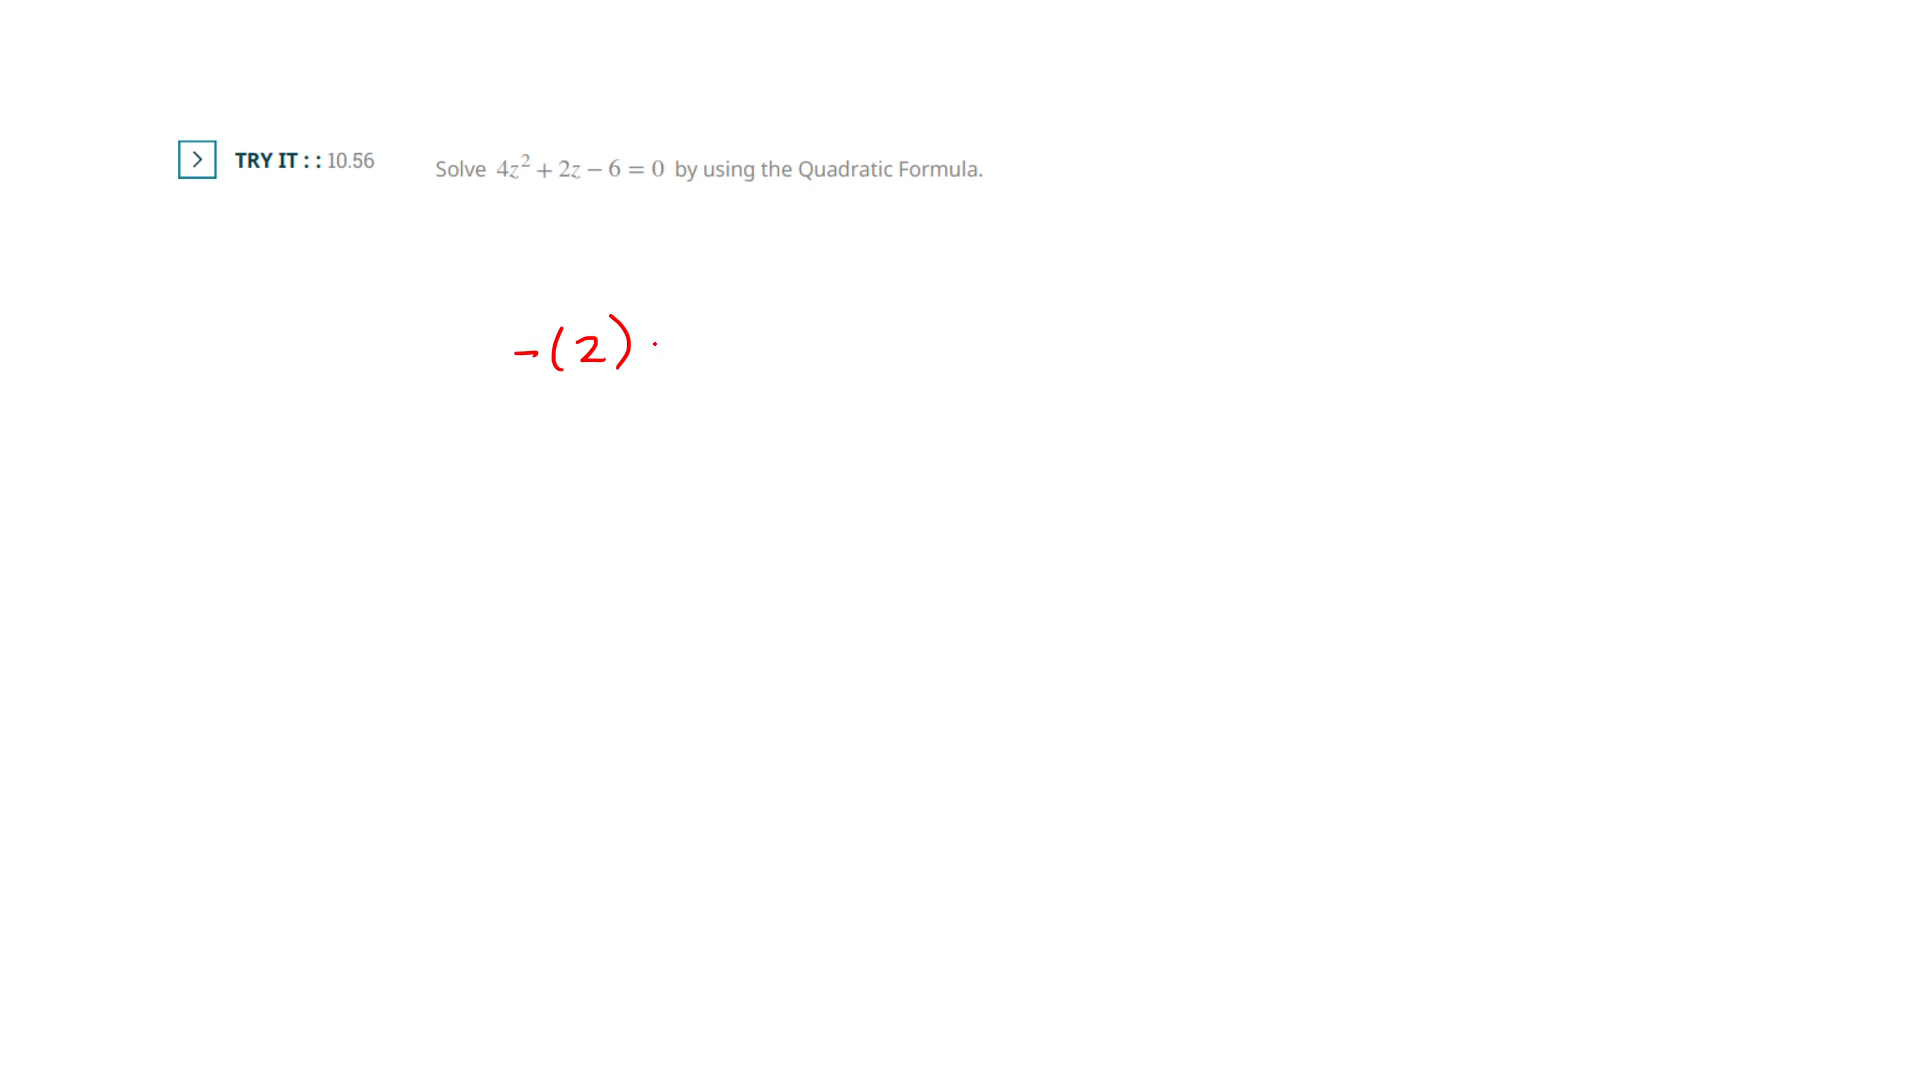 TRY IT : : 10.56 Solve 4z² + 2z − 6 = 0 by using the Quadratic Formula.
-(2) ·